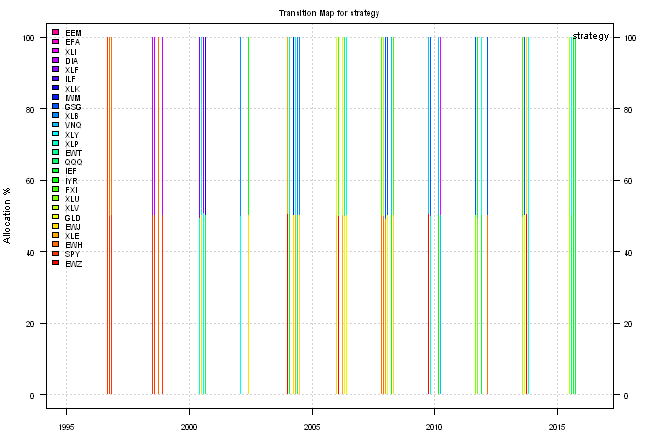 Transition Map for strategy
strategy
Allocation %
100
80
60
40
20
0
100
80
60
40
20
0
EEM
EFA
XLI
DIA
XLF
ILF
XLK
IWM
GSG
XLB
VNQ
XLY
XLP
EWT
QQQ
IEF
IYR
FXI
XLU
XLV
GLD
EWJ
XLE
EWH
SPY
EWZ
1995
2000
2005
2010
2015